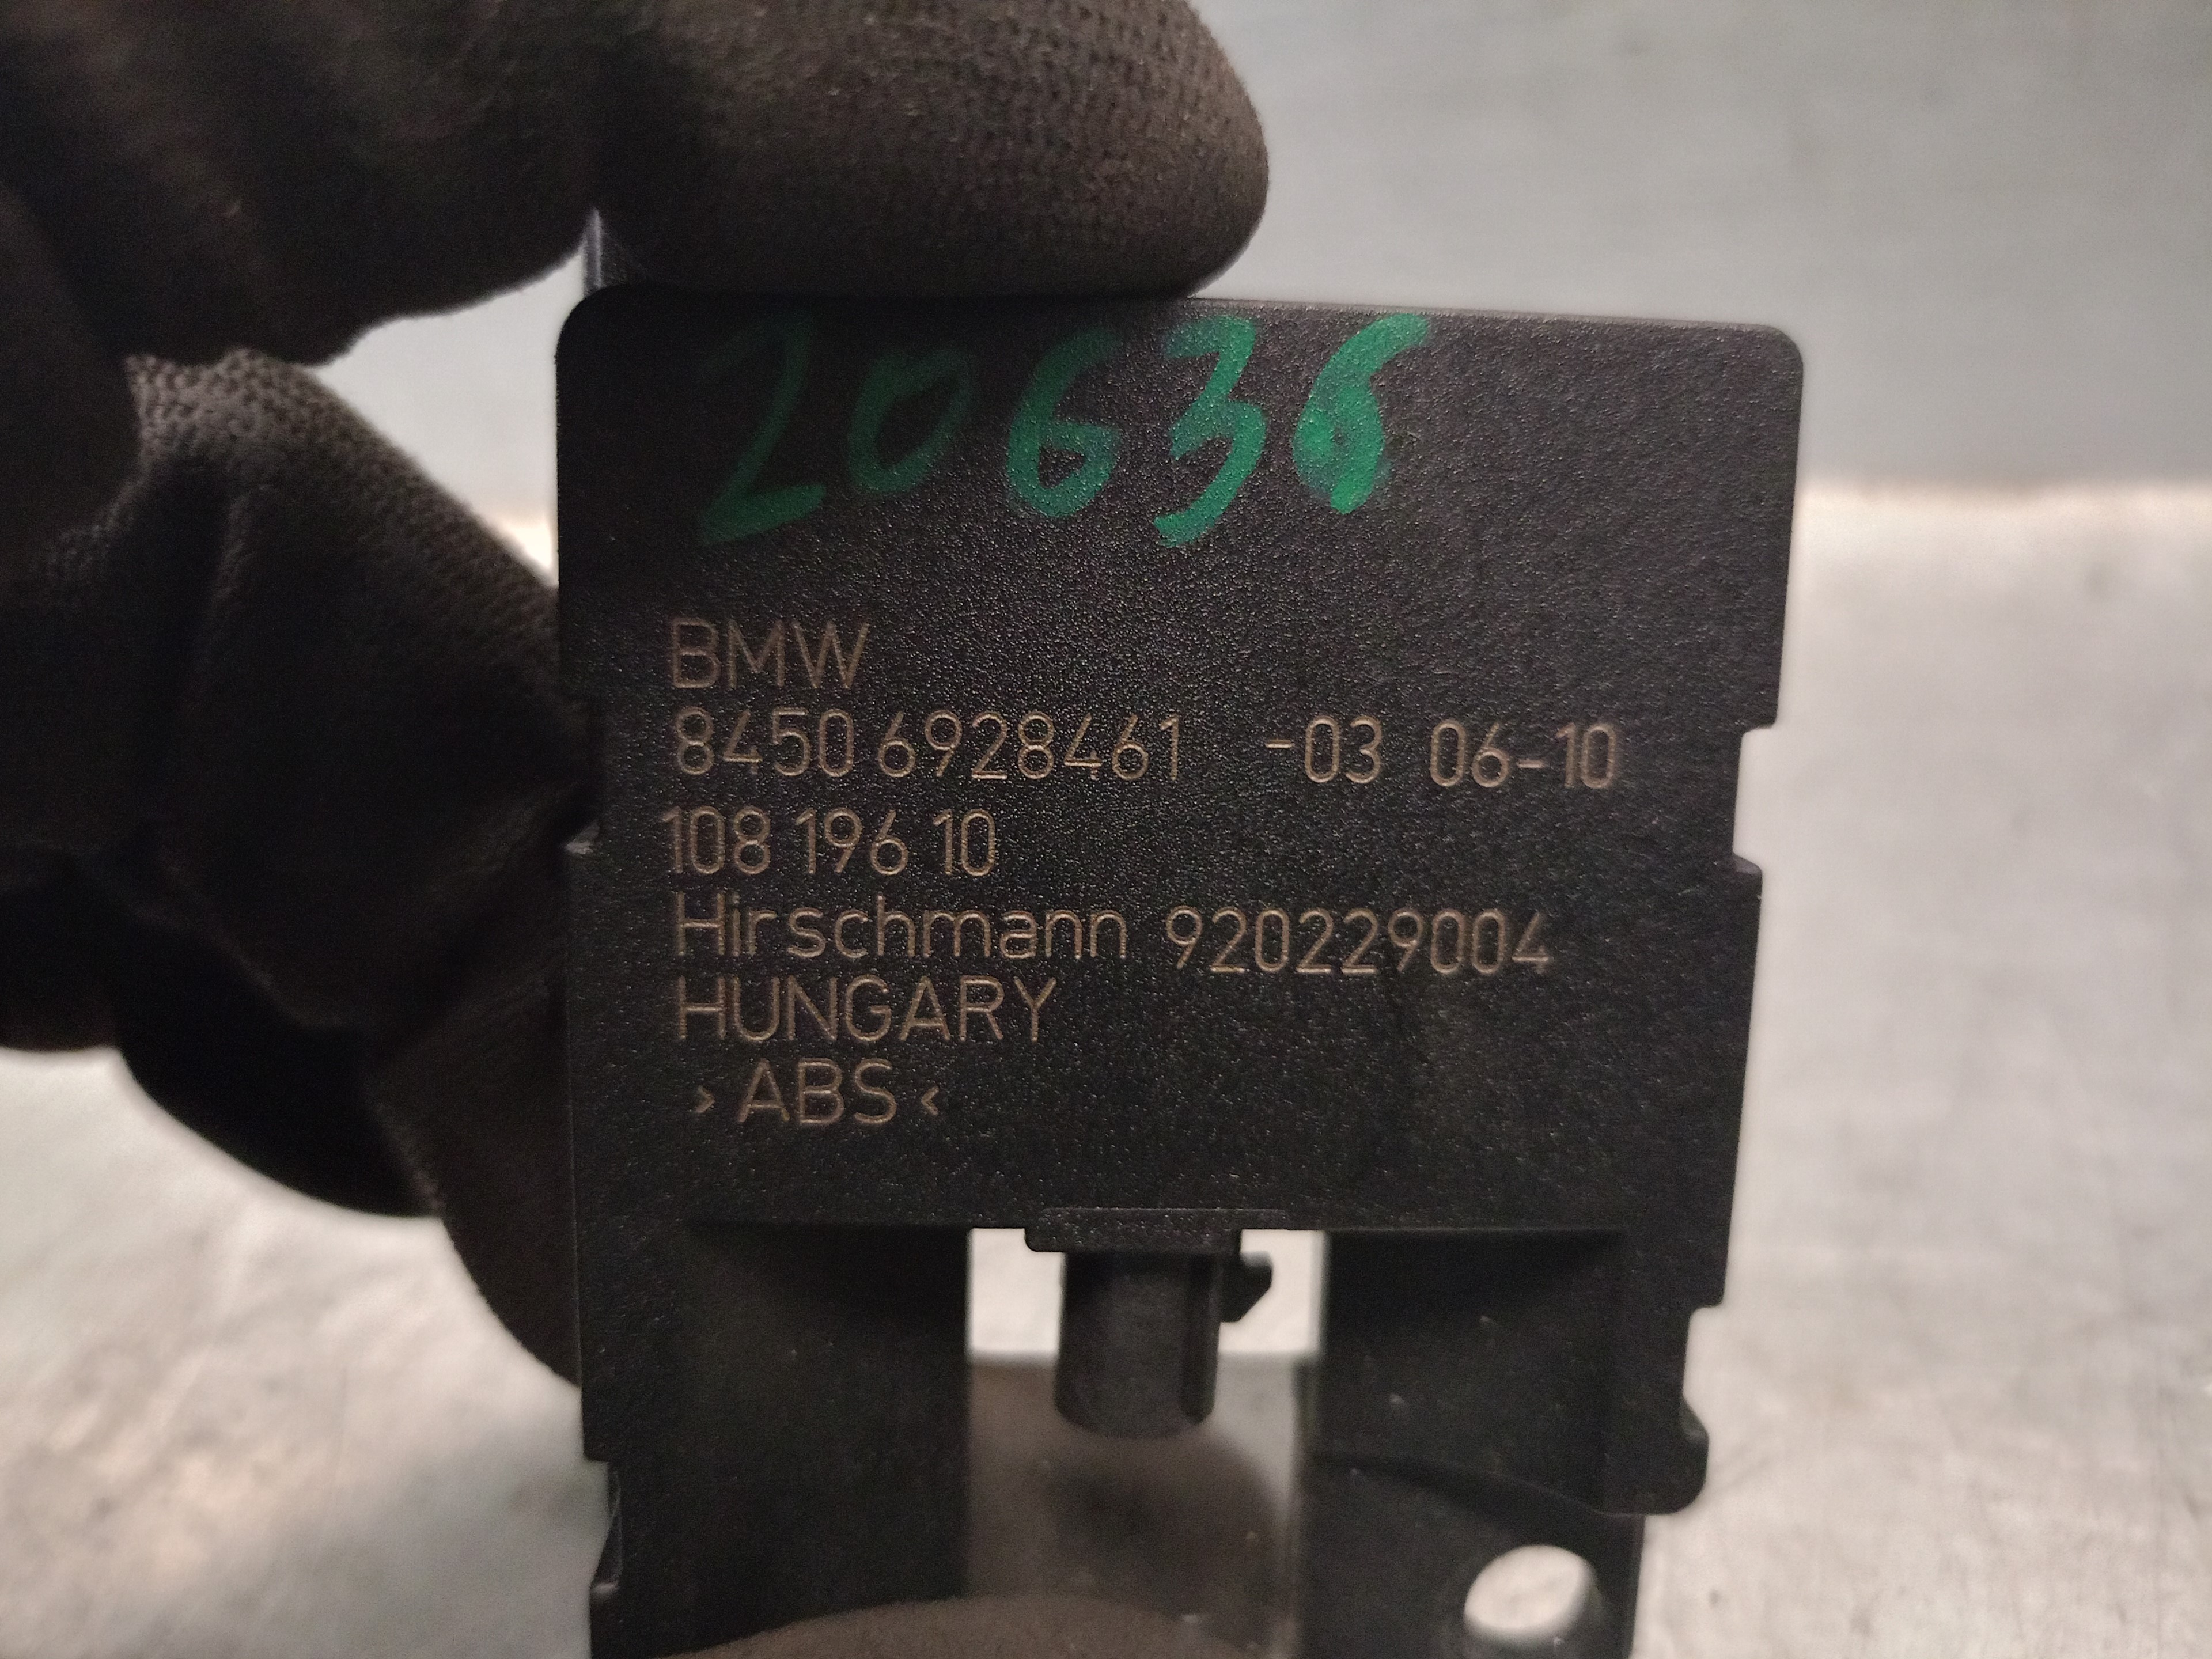 20636
BMW
8450 6928461 -03 06-10
108 196 10
Hirschmann 920229004
HUNGARY
>ABS<